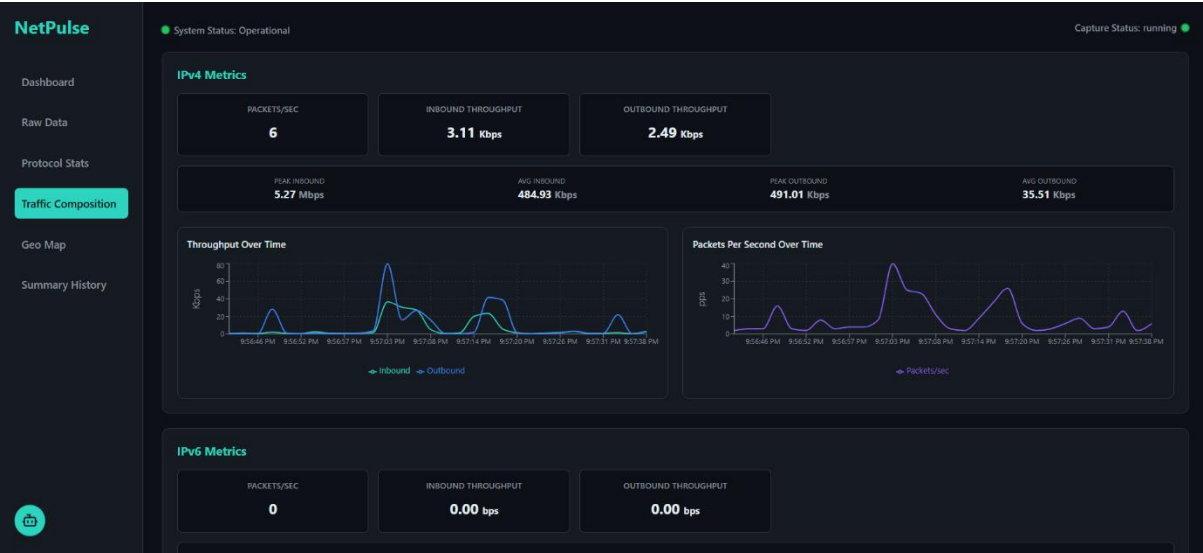 NetPulse
System Status: Operational
Capture Status: running
Dashboard
Raw Data
Protocol Stats
Traffic Composition
Geo Map
Summary History
IPv4 Metrics
PACKETS/SEC
6
INBOUND THROUGHPUT
3.11 Kbps
OUTBOUND THROUGHPUT
2.49 Kbps
PEAK INBOUND
5.27 Mbps
AVG INBOUND
484.93 Kbps
PEAK OUTBOUND
491.01 Kbps
AVG OUTBOUND
35.51 Kbps
Throughput Over Time
Kbps
80
60
40
20
0
9:56:46 PM 9:56:52 PM 9:56:57 PM 9:57:03 PM 9:57:08 PM 9:57:14 PM 9:57:20 PM 9:57:26 PM 9:57:31 PM 9:57:38 PM
Inbound Outbound
Packets Per Second Over Time
pps
40
30
20
10
0
9:56:46 PM 9:56:52 PM 9:56:57 PM 9:57:03 PM 9:57:08 PM 9:57:14 PM 9:57:20 PM 9:57:26 PM 9:57:31 PM 9:57:38 PM
Packets/sec
IPv6 Metrics
PACKETS/SEC
0
INBOUND THROUGHPUT
0.00 bps
OUTBOUND THROUGHPUT
0.00 bps